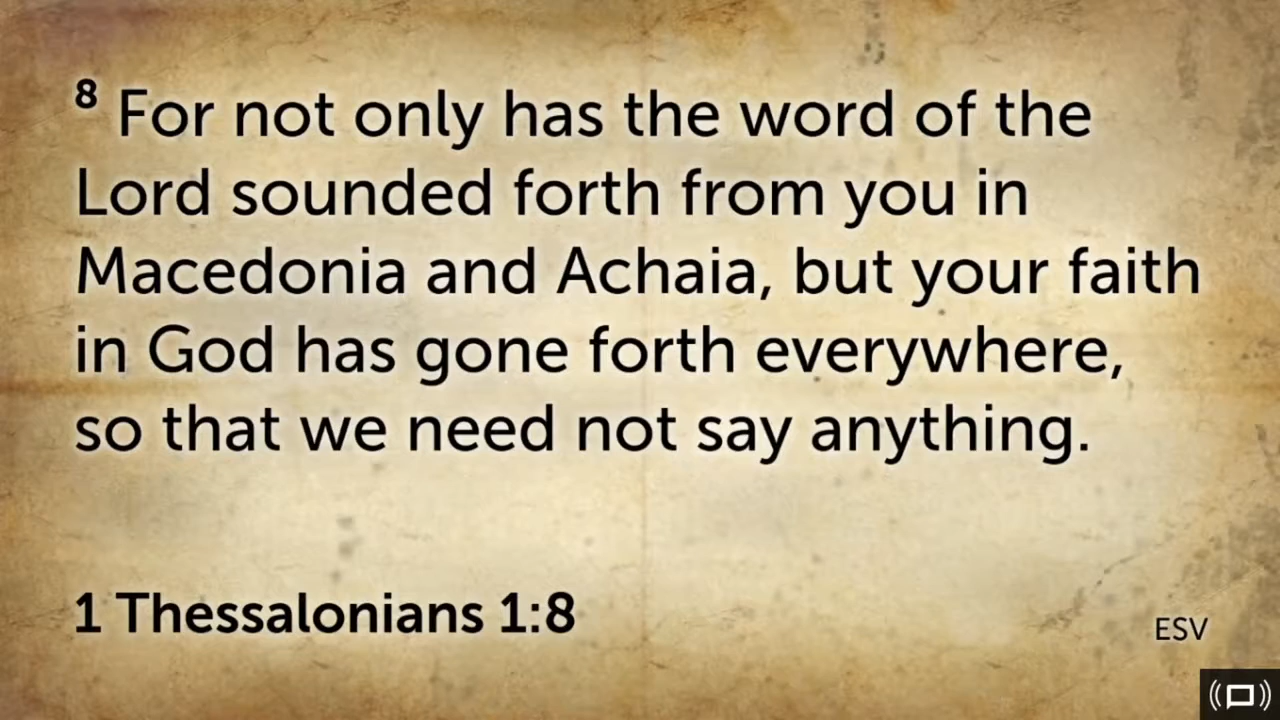 8 For not only has the word of the
Lord sounded forth from you in
Macedonia and Achaia, but your faith
in God has gone forth everywhere,
so that we need not say anything.
1 Thessalonians 1:8
ESV